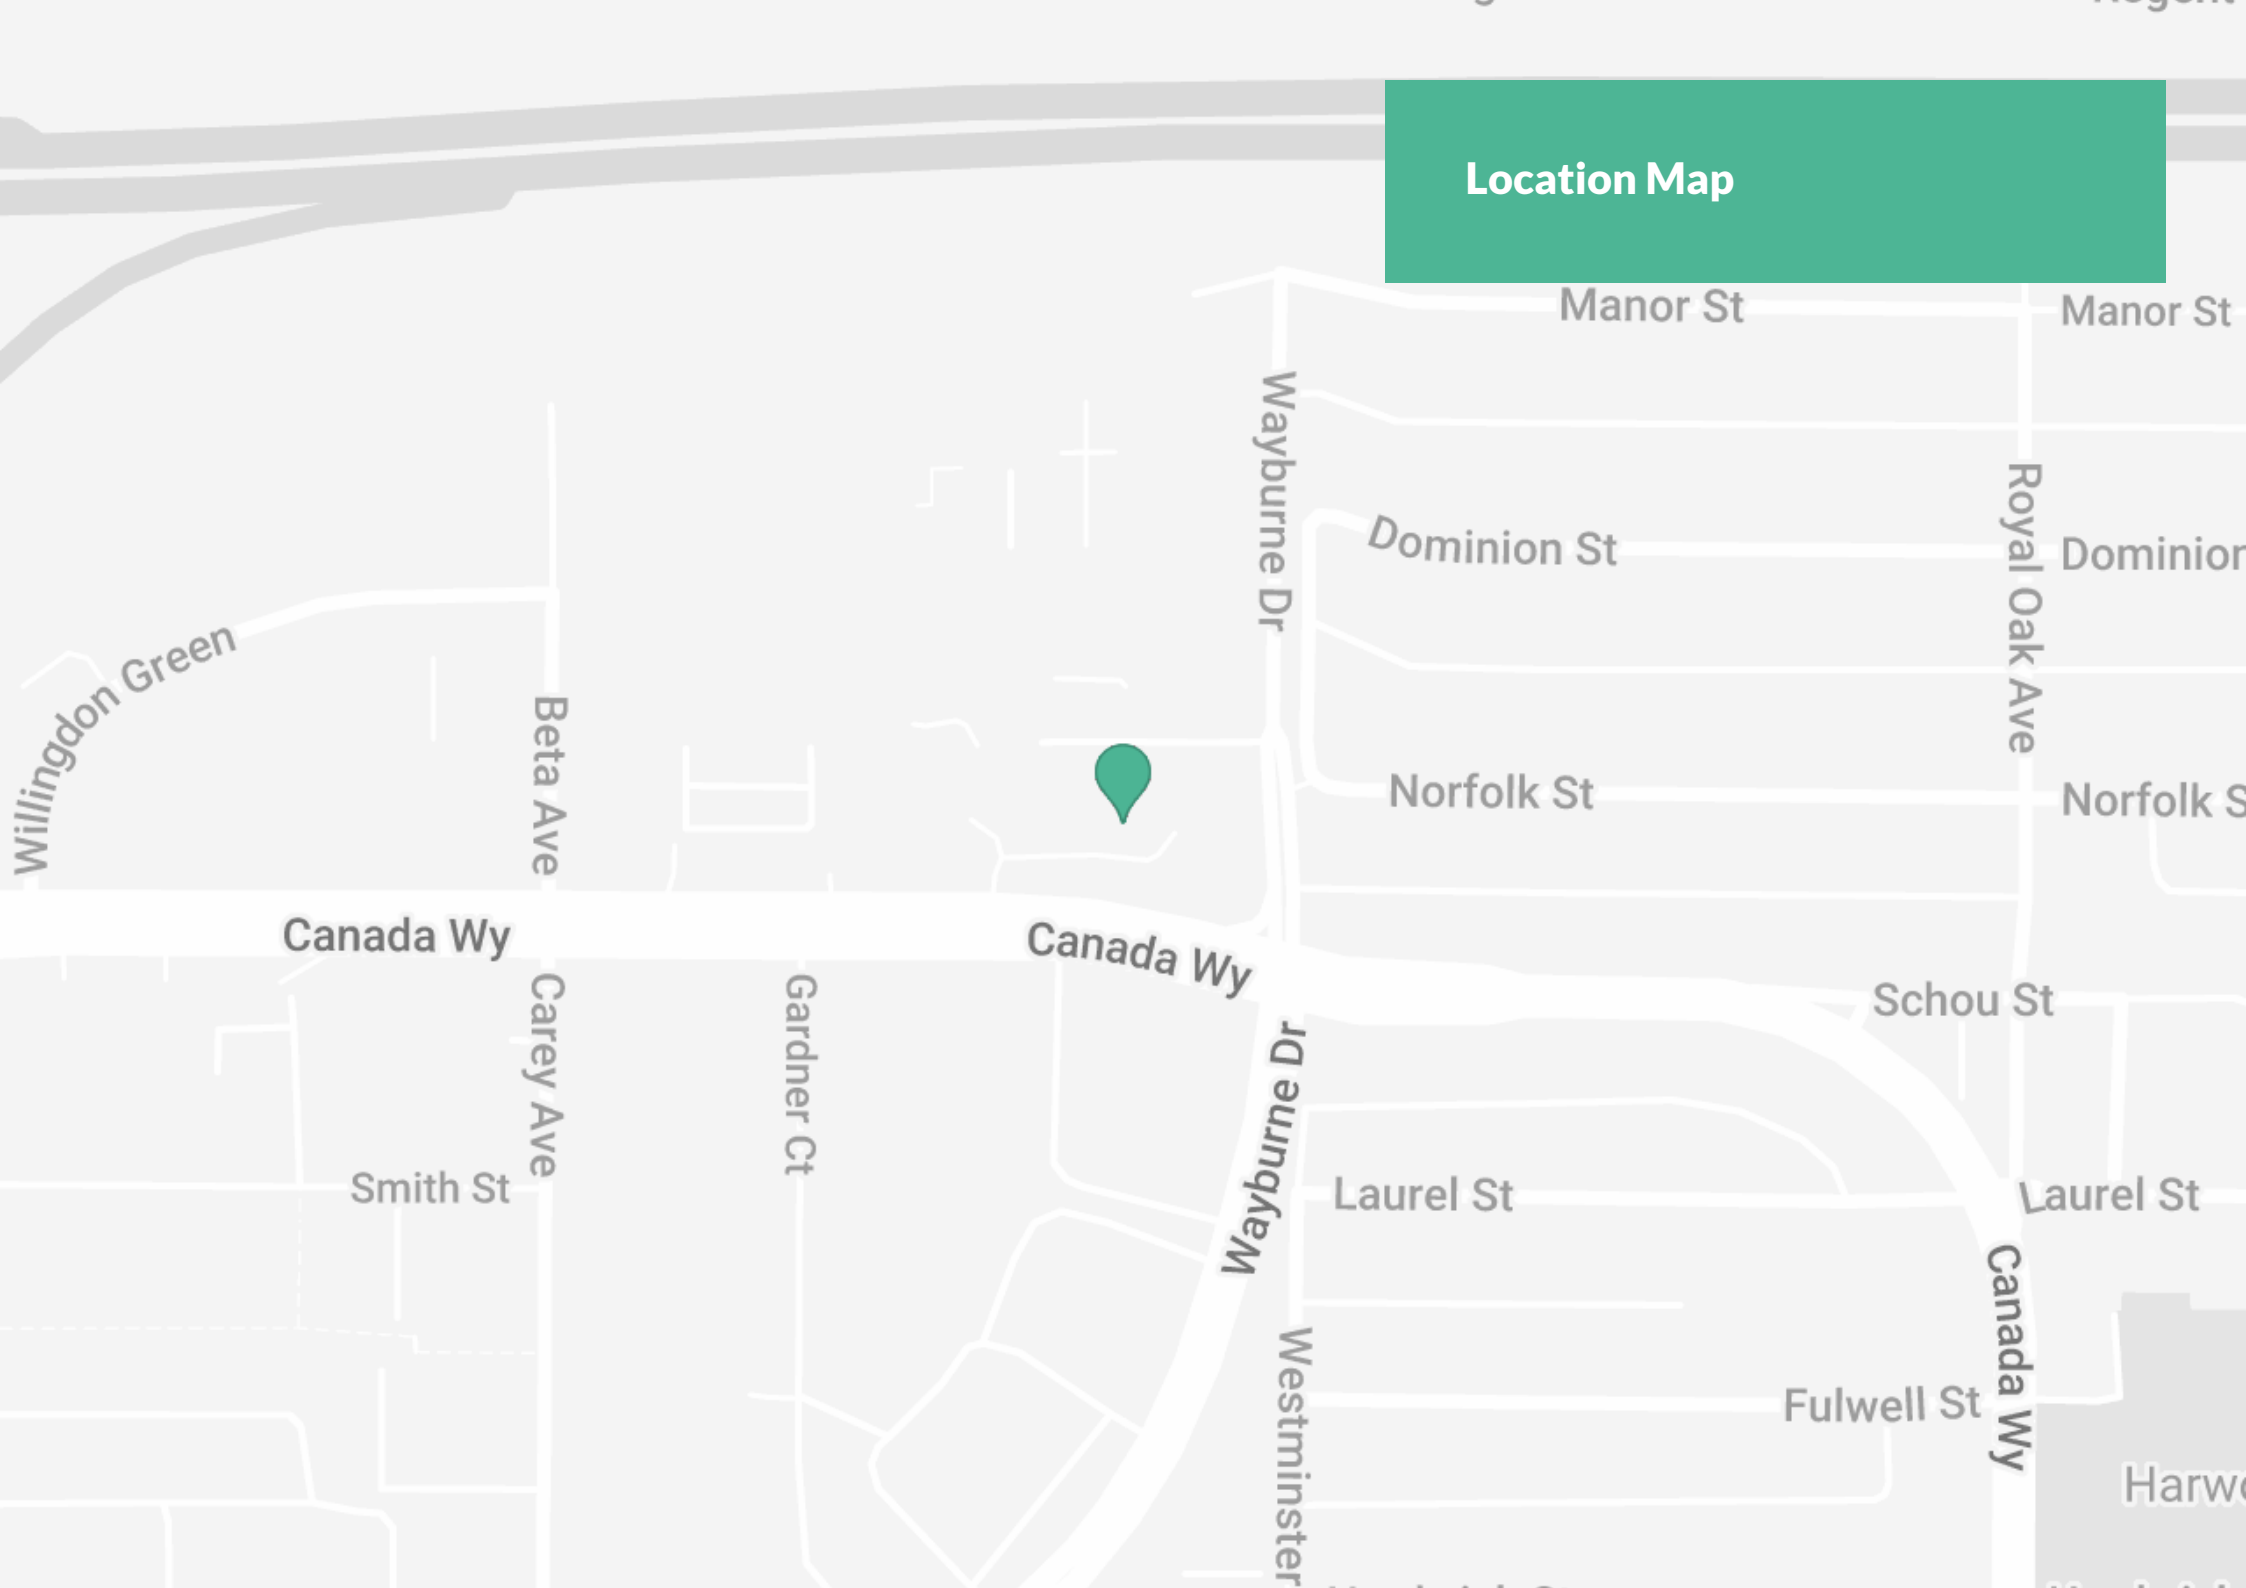 Location Map
Manor St
Manor St
Wayburne Dr
Royal Oak Ave
Dominion St
Willingdon Green
Beta Ave
Norfolk St
Norfolk S
Canada Wy
Canada Wy
Schou St
Carey Ave
Gardner Ct
Wayburne Dr
Smith St
Laurel St
Laurel St
Canada Wy
Westminster
Fulwell St